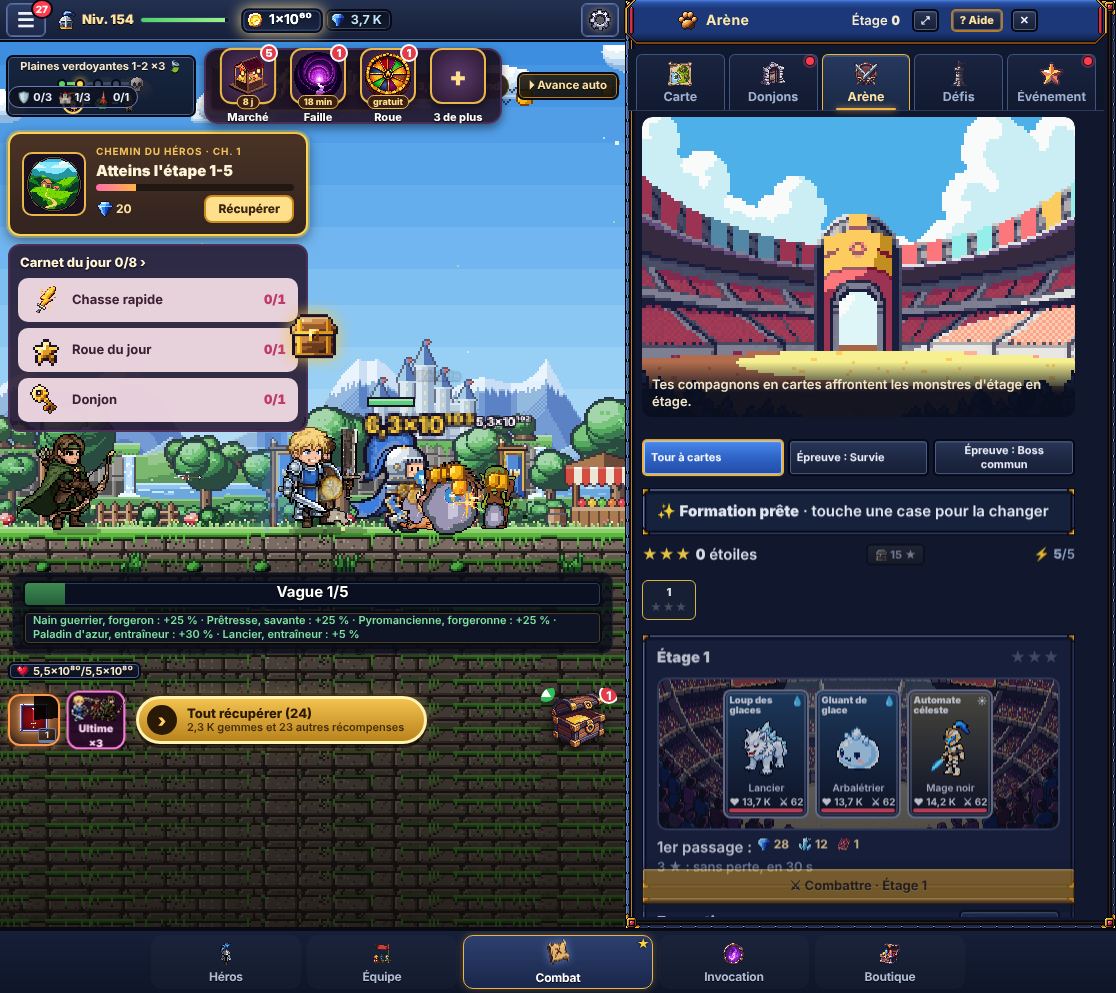 27
Niv. 154
1×10⁸⁰
3,7 K
Plaines verdoyantes 1-2 ×3
0/3
1/3
0/1
5
8 j
Marché
1
18 min
Faille
1
gratuit
Roue
+
3 de plus
Avance auto
CHEMIN DU HÉROS · CH. 1
Atteins l'étape 1-5
20
Récupérer
Carnet du jour 0/8 ›
Chasse rapide
0/1
Roue du jour
0/1
Donjon
0/1
Vague 1/5
Nain guerrier, forgeron : +25 % · Prêtresse, savante : +25 % · Pyromancienne, forgeronne : +25 % ·
Paladin d'azur, entraîneur : +30 % · Lancier, entraîneur : +5 %
5,5×10⁸⁰/5,5×10⁸⁰
1
Ultime
×3
Tout récupérer (24)
2,3 K gemmes et 23 autres récompenses
1
Arène
Étage 0
? Aide
×
Carte
Donjons
Arène
Défis
Événement
Tes compagnons en cartes affrontent les monstres d'étage en
étage.
Tour à cartes
Épreuve : Survie
Épreuve : Boss
commun
Formation prête · touche une case pour la changer
0 étoiles
15 ★
5/5
1
★★★
Étage 1
★★★
Loup des
glaces
Lancier
13,7 K
62
Gluant de
glace
Arbalétrier
13,7 K
62
Automate
céleste
Mage noir
14,2 K
62
1er passage :
28
12
1
3 ★ : sans perte, en 30 s
Combattre · Étage 1
Héros
Équipe
Combat
Invocation
Boutique